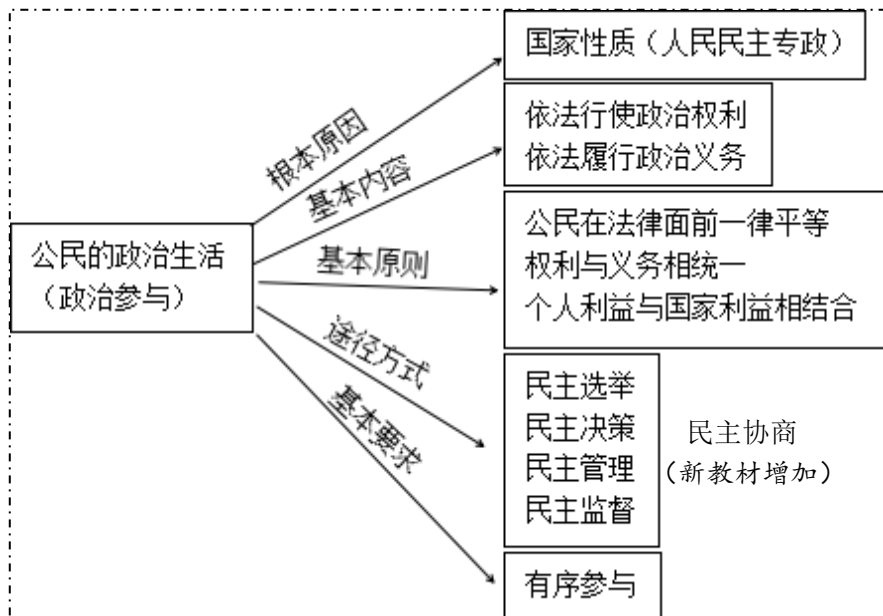 国家性质（人民民主专政）
根本原因
依法行使政治权利
依法履行政治义务
基本内容
公民的政治生活
（政治参与）
基本原则
公民在法律面前一律平等
权利与义务相统一
个人利益与国家利益相结合
途径方式
民主选举
民主决策
民主管理
民主监督
民主协商
（新教材增加）
基本要求
有序参与